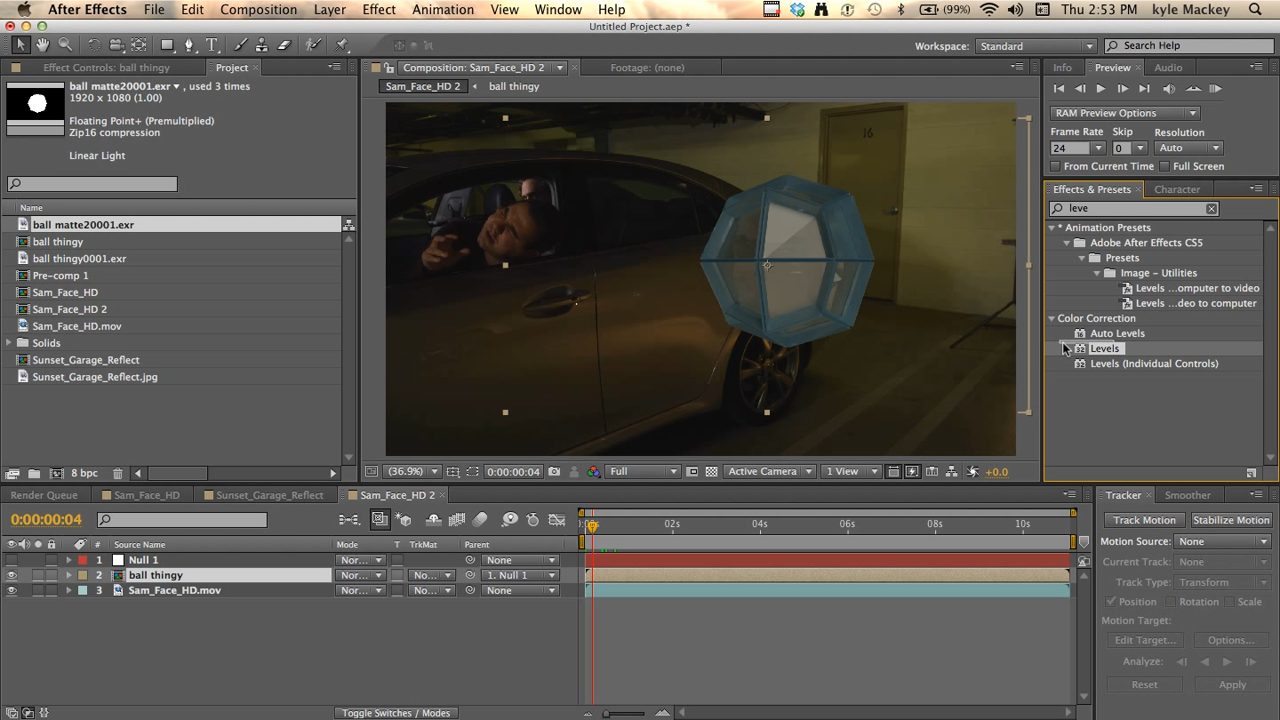 After Effects File Edit Composition Layer Effect Animation View Window Help (99%) Thu 2:53 PM kyle Mackey
Untitled Project.aep *
Workspace: Standard Search Help
Effect Controls: ball thingy Project
ball matte20001.exr , used 3 times
1920 x 1080 (1.00)
Floating Point+ (Premultiplied)
Zip16 compression
Linear Light
Name
ball matte20001.exr
ball thingy
ball thingy0001.exr
Pre-comp 1
Sam_Face_HD
Sam_Face_HD 2
Sam_Face_HD.mov
Solids
Sunset_Garage_Reflect
Sunset_Garage_Reflect.jpg
8 bpc
Composition: Sam_Face_HD 2 Footage: (none)
Sam_Face_HD 2 ball thingy
16
(36.9%) 0:00:00:04 Full Active Camera 1 View +0.0
Info Preview Audio
RAM Preview Options
Frame Rate Skip Resolution
24 0 Auto
From Current Time Full Screen
Effects & Presets Character
leve
* Animation Presets
Adobe After Effects CS5
Presets
Image – Utilities
Levels ...omputer to video
Levels ...deo to computer
Color Correction
Auto Levels
Levels
Levels (Individual Controls)
32
32
Render Queue Sam_Face_HD Sunset_Garage_Reflect Sam_Face_HD 2
0:00:00:04
02s 04s 06s 08s 10s
# Source Name Mode T TrkMat Parent
1 Null 1 Nor... None
2 ball thingy Nor... No... 1. Null 1
3 Sam_Face_HD.mov Nor... No... None
Toggle Switches / Modes
Tracker Smoother
Track Motion Stabilize Motion
Motion Source: None
Current Track: None
Track Type: Transform
Position Rotation Scale
Motion Target:
Edit Target... Options...
Analyze:
Reset Apply